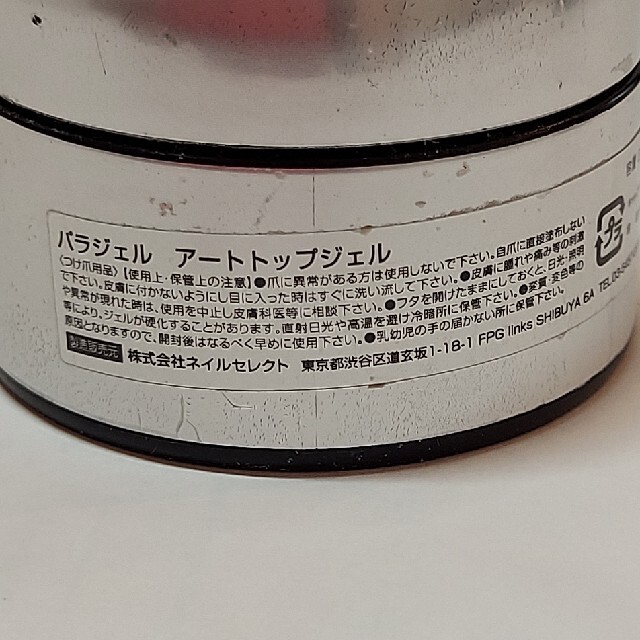 パラジェル アートトップジェル
〈つけ爪用品〉【使用上・保管上の注意】●爪に異常がある方は使用しないで下さい。自爪に直接塗布しない
で下さい。皮膚に付かないようにし目に入った時はすぐに洗い流して下さい。●皮膚に腫れや痛み等の刺激
や異常が現れた時は、使用を中止し皮膚科医等に相談下さい。●フタを開けたままにしておくと、日光・照明
等により、ジェルが硬化することがあります。直射日光や高温を避け冷暗所に保管下さい。●変質・変色等の
原因となりますので、開封後はなるべく早めに使用下さい。●乳幼児の手の届かない所に保管下さい。
製造販売元 株式会社ネイルセレクト 東京都渋谷区道玄坂1-18-1 FPG links SHIBUYA 6A TEL
プラ